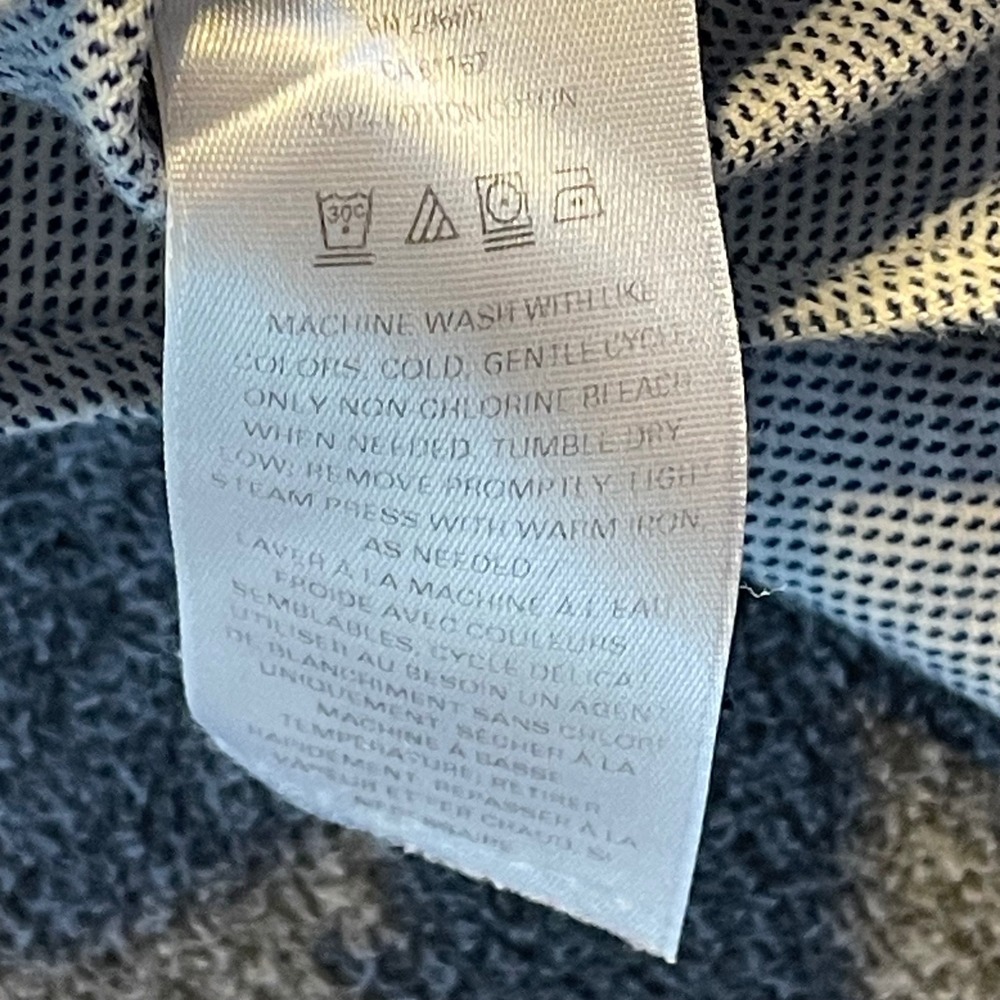 30C
MACHINE WASH WITH LIKE
COLORS, COLD, GENTLE CYCLE.
ONLY NON-CHLORINE BLEACH
WHEN NEEDED. TUMBLE DRY
LOW; REMOVE PROMPTLY. LIGHT
STEAM PRESS WITH WARM IRON
AS NEEDED /
LAVER À LA MACHINE À L'EAU
FROIDE AVEC COULEURS
SEMBLABLES, CYCLE DÉLICAT.
UTILISER AU BESOIN UN AGENT
DE BLANCHIMENT SANS CHLORE
UNIQUEMENT. SÉCHER À LA
MACHINE À BASSE
TEMPÉRATURE; RETIRER
RAPIDEMENT. REPASSER À LA
VAPEUR ET FER CHAUD, SI
NÉCESSAIRE